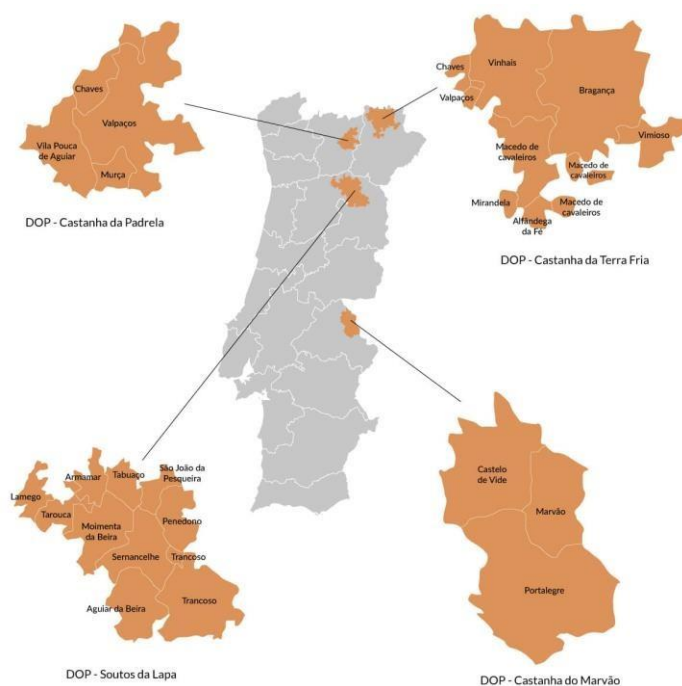 Chaves
Valpaços
Vila Pouca
de Aguiar
Murça
DOP - Castanha da Padrela
Chaves
Vinhais
Bragança
Valpaços
Vimioso
Macedo de
cavaleiros
Macedo de
cavaleiros
Mirandela
Macedo de
cavaleiros
Alfândega
da Fé
DOP - Castanha da Terra Fria
Armamar
Tabuaço
São João da
Pesqueira
Lamego
Tarouca
Moimenta
da Beira
Penedono
Sernancelhe
Trancoso
Aguiar da Beira
Trancoso
DOP - Soutos da Lapa
Castelo
de Vide
Marvão
Portalegre
DOP - Castanha do Marvão